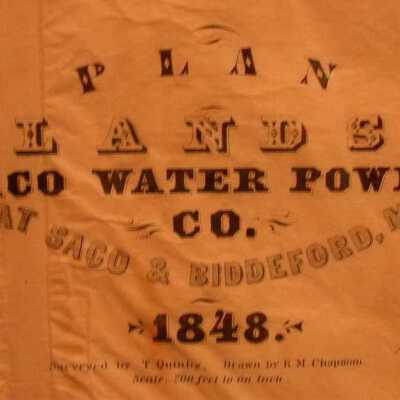 PLAN
LANDS
ACO WATER POWE
CO.
AT SACO & BIDDEFORD, M
1848.
Surveyed by T Quinby, Drawn by R M Chapman
Scale 200 feet to an Inch.